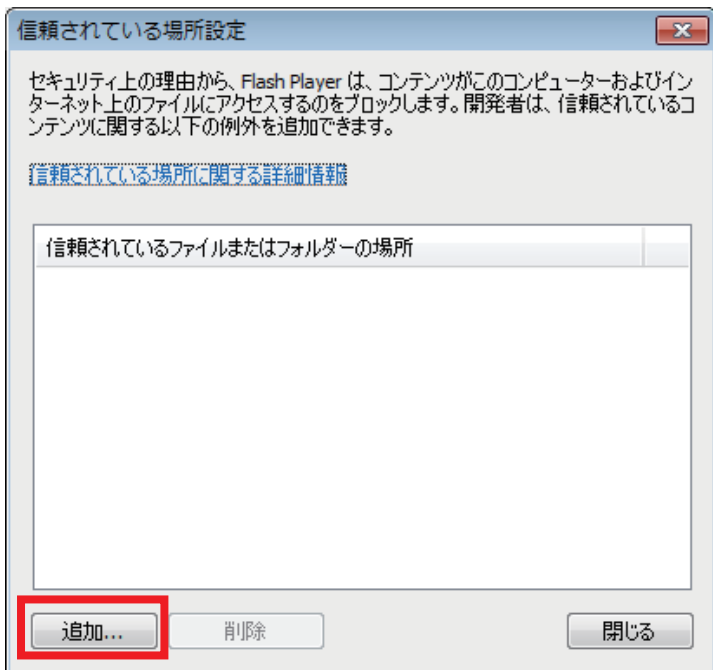 信頼されている場所設定
セキュリティ上の理由から、Flash Player は、コンテンツがこのコンピューターおよびイン
ターネット上のファイルにアクセスするのをブロックします。開発者は、信頼されているコ
ンテンツに関する以下の例外を追加できます。
信頼されている場所に関する詳細情報
信頼されているファイルまたはフォルダーの場所
追加...
削除
閉じる